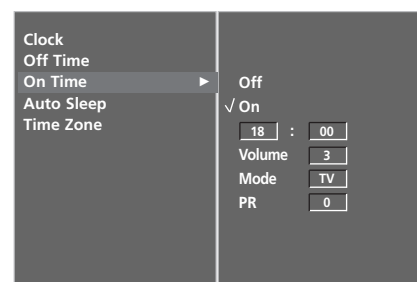 Clock
Off Time
On Time ►
Auto Sleep
Time Zone
Off
√ On
18 : 00
Volume 3
Mode TV
PR 0